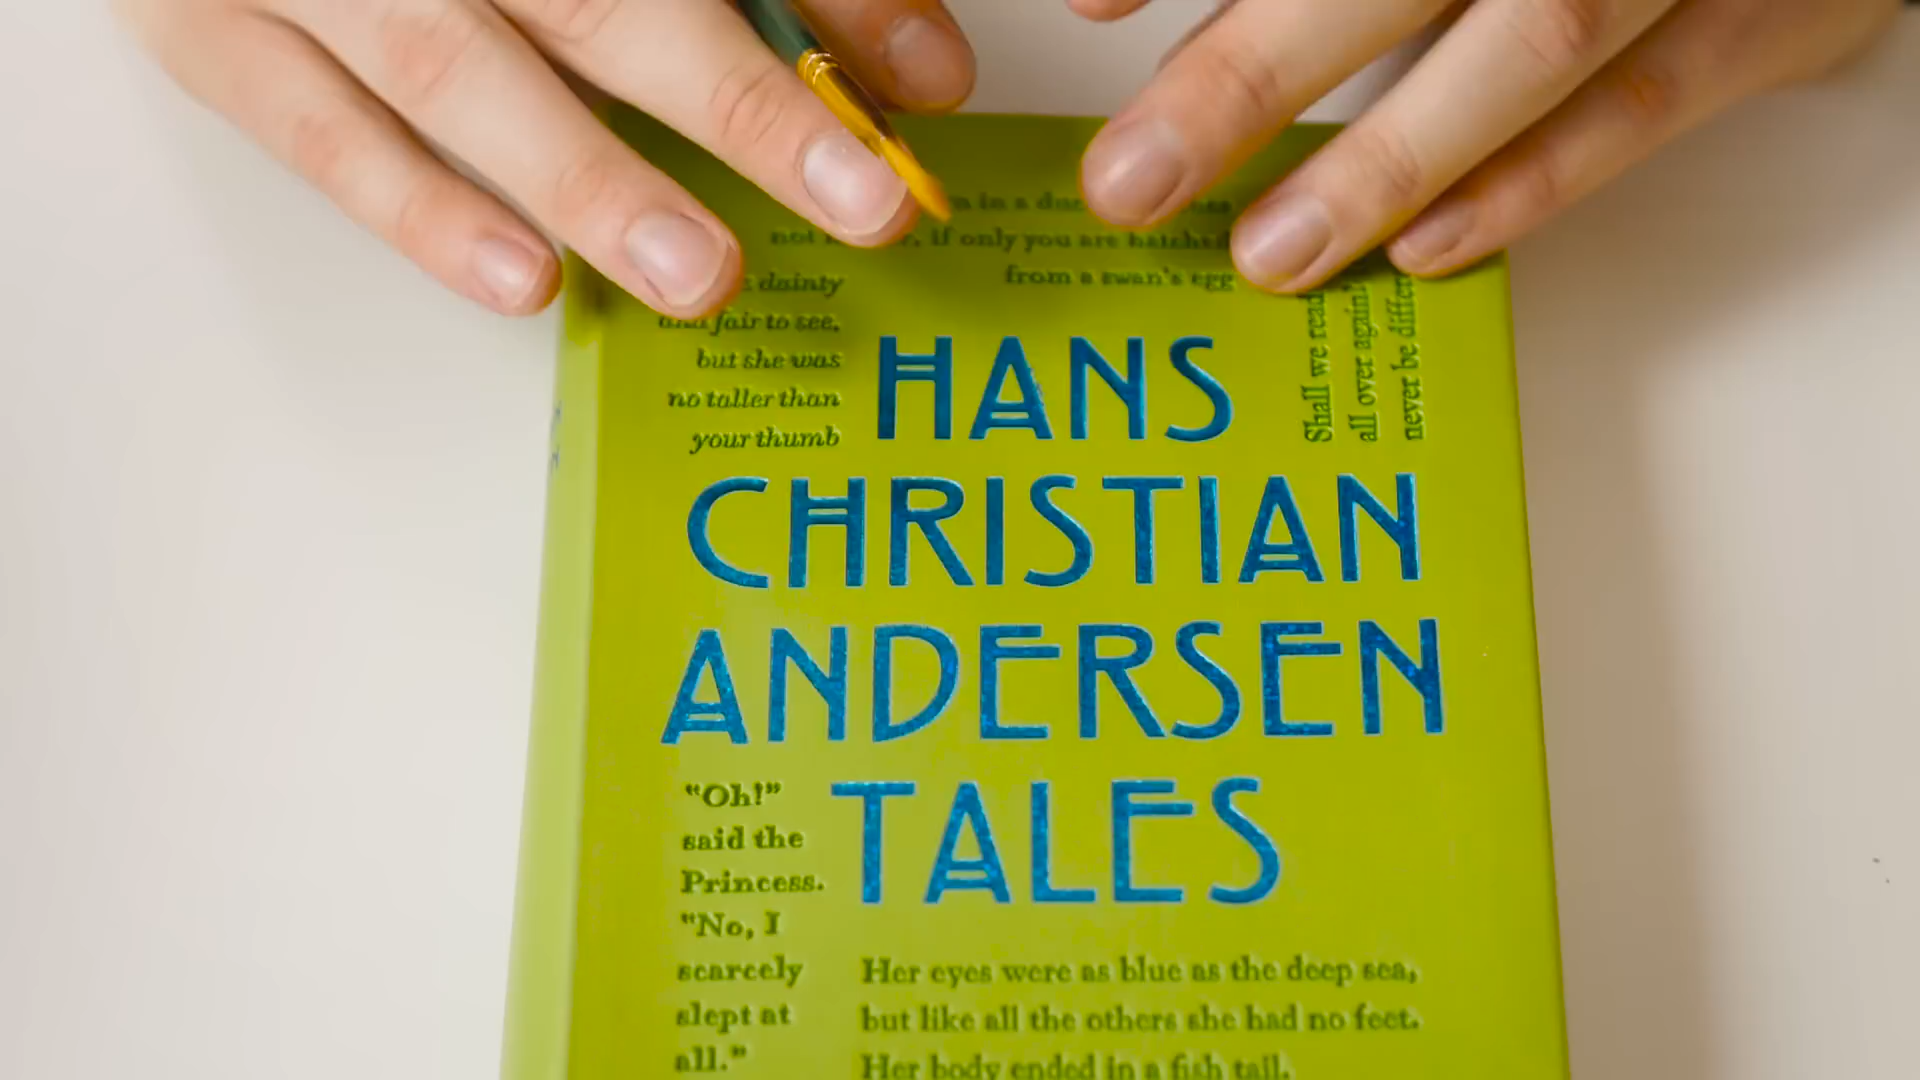 in a
not if only you are hatched
from a swan's egg
dainty
and fair to see,
but she was
no taller than
your thumb
Shall we read
all over again
never be
HANS
CHRISTIAN
ANDERSEN
TALES
“Oh!”
said the
Princess.
“No, I
scarcely
slept at
all.”
Her eyes were as blue as the deep sea,
but like all the others she had no feet.
Her body ended in a fish tail.